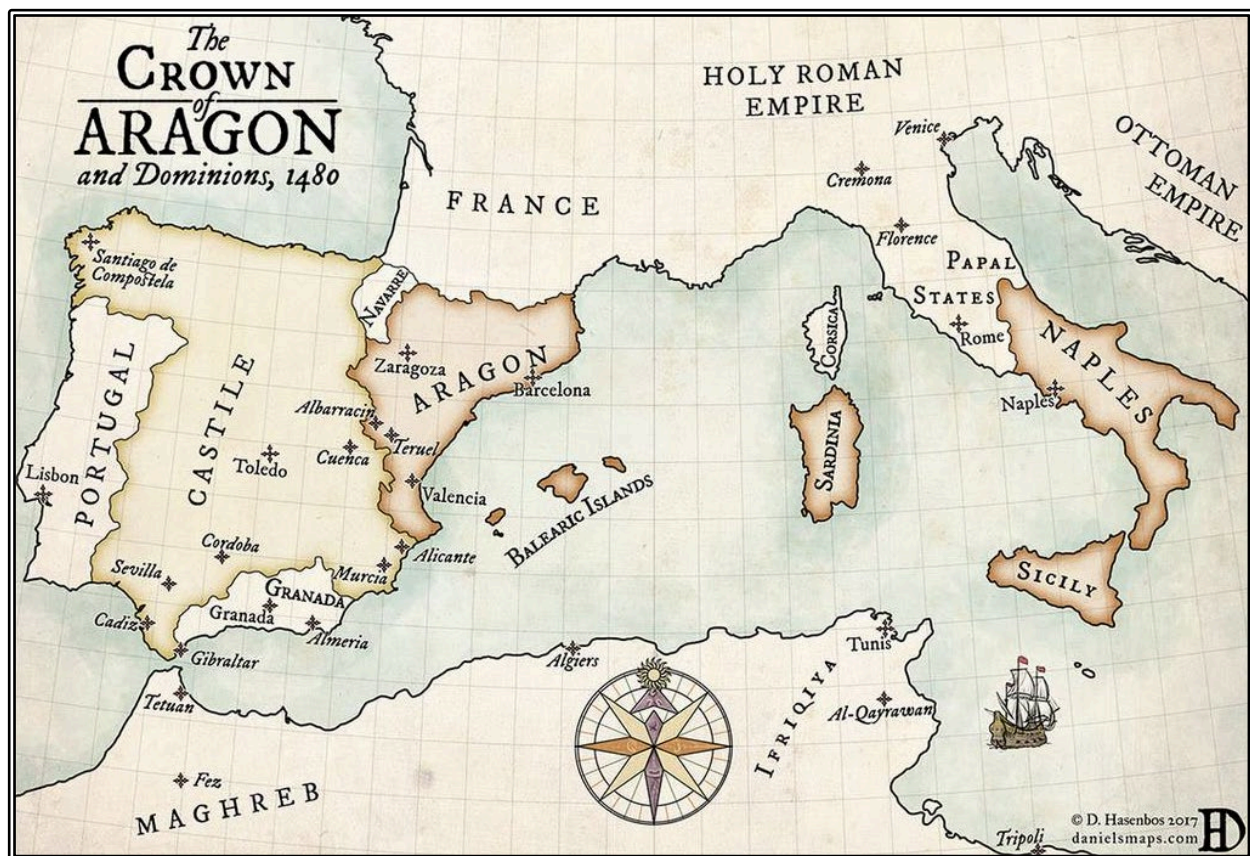 The
CROWN
of
ARAGON
and Dominions, 1480
HOLY ROMAN
EMPIRE
OTTOMAN
EMPIRE
Venice
Cremona
FRANCE
Florence
PAPAL
STATES
Rome
Santiago de
Compostela
NAVARRE
CORSICA
NAPLES
Naples
PORTUGAL
CASTILE
Zaragoza
ARAGON
Barcelona
Albarracin
Teruel
Cuenca
Toledo
Lisbon
Valencia
BALEARIC ISLANDS
SARDINIA
Cordoba
Alicante
Murcia
Sevilla
GRANADA
Granada
Almeria
Cadiz
Gibraltar
SICILY
Tetuan
Algiers
Tunis
IFRIQIYA
Al-Qayrawan
Fez
MAGHREB
© D. Hasenbos 2017
danielsmaps.com
HD
Tripoli